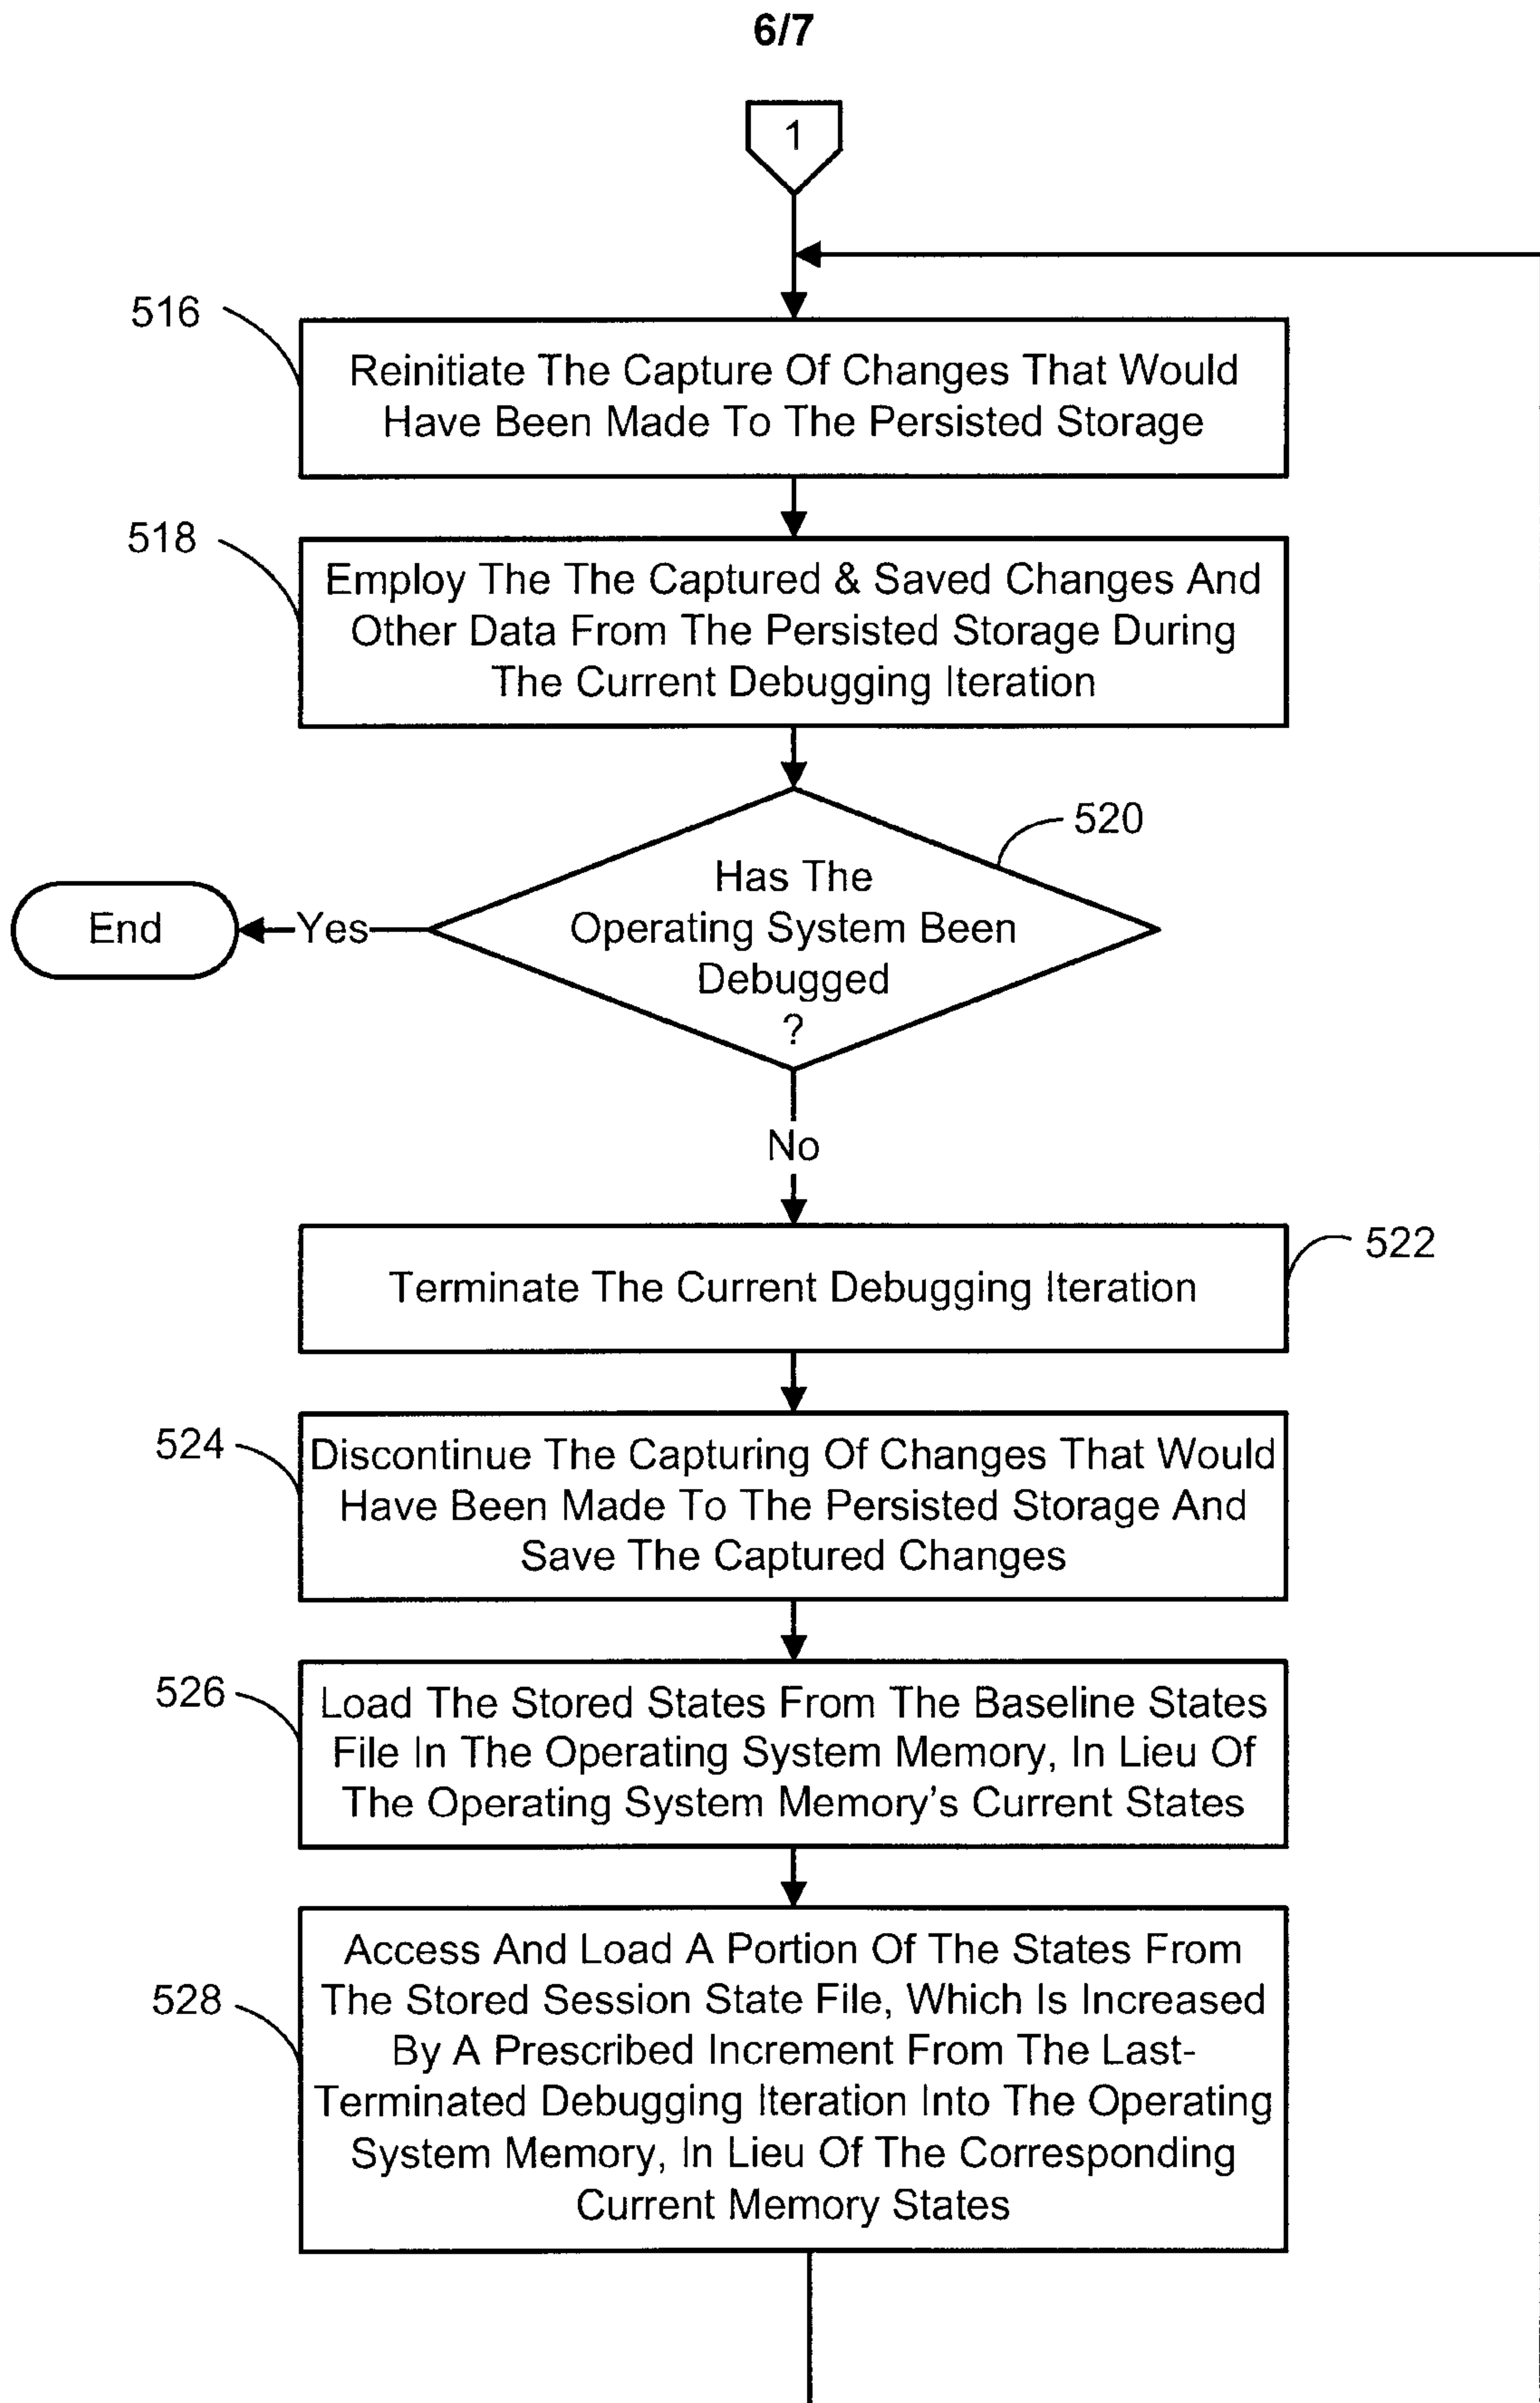 6/7
1
516
Reinitiate The Capture Of Changes That Would
Have Been Made To The Persisted Storage
518
Employ The The Captured & Saved Changes And
Other Data From The Persisted Storage During
The Current Debugging Iteration
520
Has The
Operating System Been
Debugged
?
End
Yes
No
522
Terminate The Current Debugging Iteration
524
Discontinue The Capturing Of Changes That Would
Have Been Made To The Persisted Storage And
Save The Captured Changes
526
Load The Stored States From The Baseline States
File In The Operating System Memory, In Lieu Of
The Operating System Memory's Current States
528
Access And Load A Portion Of The States From
The Stored Session State File, Which Is Increased
By A Prescribed Increment From The Last-
Terminated Debugging Iteration Into The Operating
System Memory, In Lieu Of The Corresponding
Current Memory States